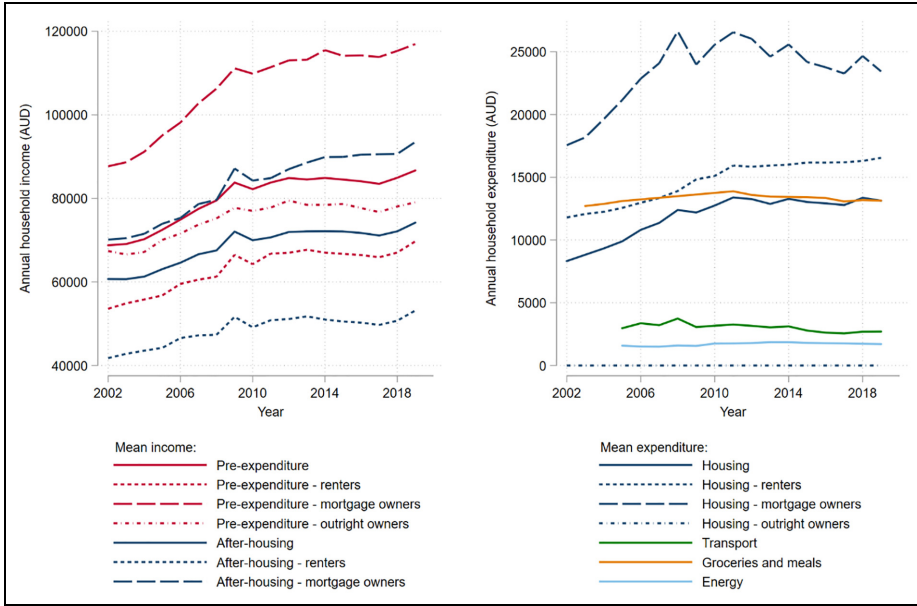 120000
100000
80000
60000
40000
Annual household income (AUD)
2002
2006
2010
2014
2018
Year
Mean income:
Pre-expenditure
Pre-expenditure - renters
Pre-expenditure - mortgage owners
Pre-expenditure - outright owners
After-housing
After-housing - renters
After-housing - mortgage owners
25000
20000
15000
10000
5000
0
Annual household expenditure (AUD)
2002
2006
2010
2014
2018
Year
Mean expenditure:
Housing
Housing - renters
Housing - mortgage owners
Housing - outright owners
Transport
Groceries and meals
Energy